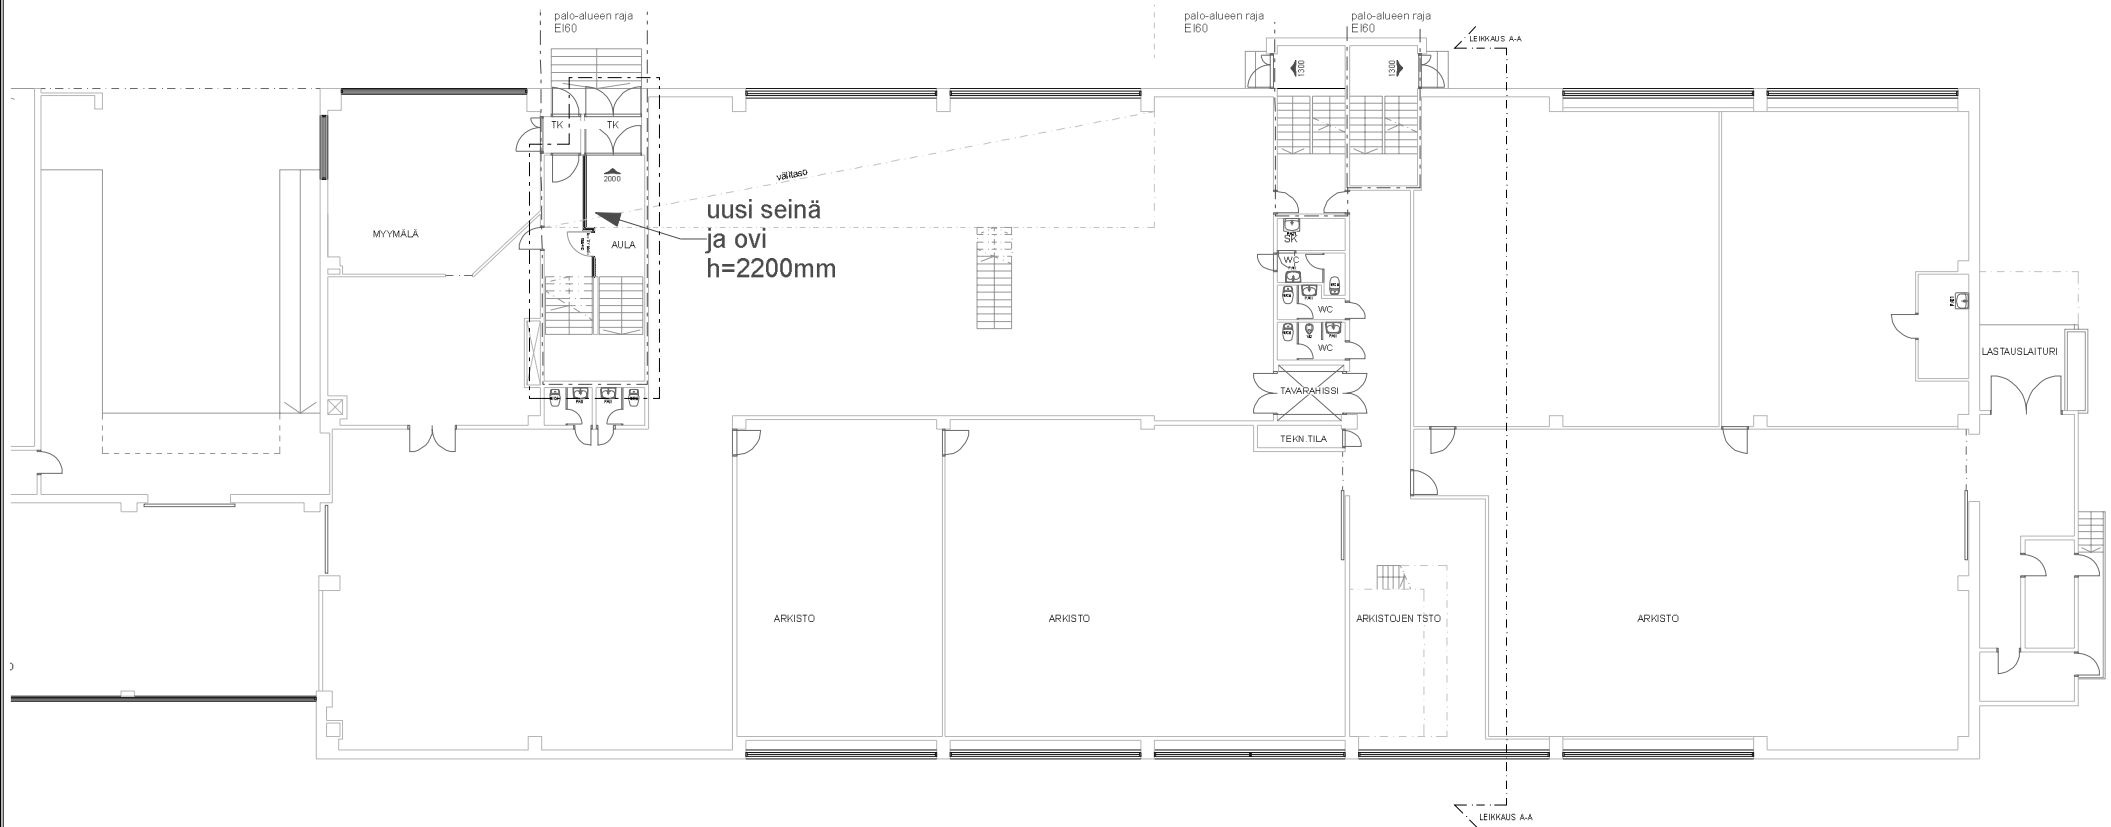 palo-alueen raja
EI60
palo-alueen raja
EI60
palo-alueen raja
EI60
LEIKKAUS A-A
1300
1300
TK
TK
2000
välitaso
uusi seinä
ja ovi
h=2200mm
MYYMÄLÄ
AULA
SK
WC
WC
WC
LASTAUSLAITURI
TAVARAHISSI
TEKN.TILA
ARKISTO
ARKISTO
ARKISTOJEN TSTO
ARKISTO
LEIKKAUS A-A